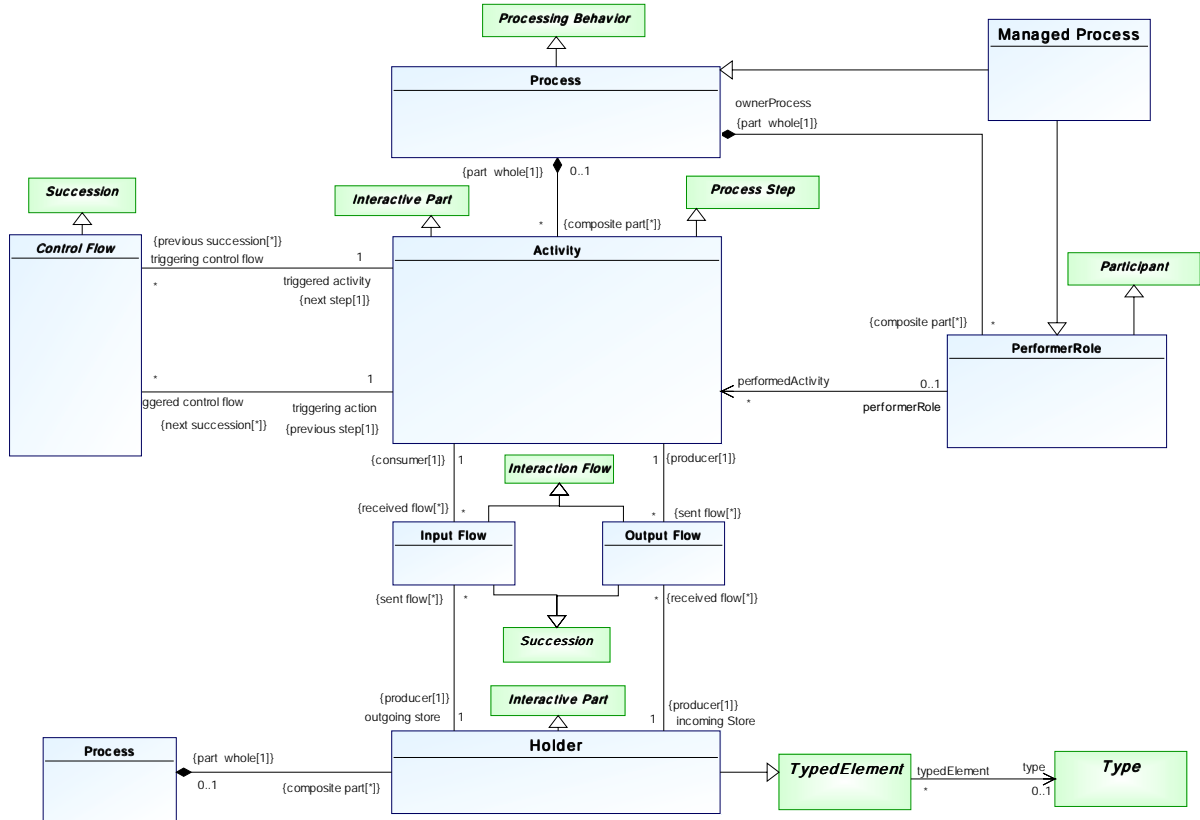 Processing Behavior
Managed Process
Process
ownerProcess
{part whole[1]}
{part whole[1]}
0..1
Succession
Interactive Part
Process Step
*
{composite part[*]}
Control Flow
{previous succession[*]}
triggering control flow
1
Activity
*
triggered activity
{next step[1]}
Participant
{composite part[*]}
*
PerformerRole
*
1
performedActivity
0..1
ggered control flow
triggering action
*
performerRole
{next succession[*]}
{previous step[1]}
{consumer[1]}
1
1
{producer[1]}
Interaction Flow
{received flow[*]}
*
*
{sent flow[*]}
Input Flow
Output Flow
{sent flow[*]}
*
*
{received flow[*]}
Succession
{producer[1]}
Interactive Part
{producer[1]}
outgoing store
1
1
incoming Store
Process
{part whole[1]}
Holder
0..1
{composite part[*]}
TypedElement
typedElement
type
Type
*
0..1